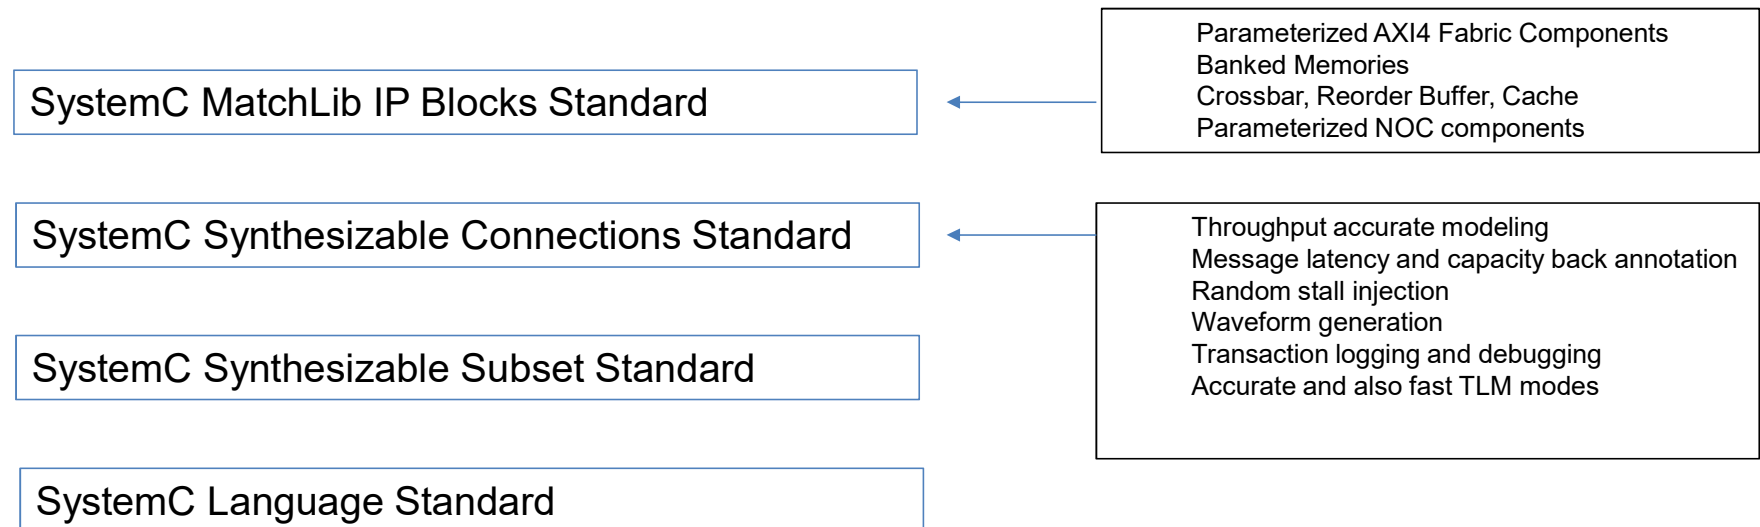 SystemC MatchLib IP Blocks Standard
Parameterized AXI4 Fabric Components
Banked Memories
Crossbar, Reorder Buffer, Cache
Parameterized NOC components
SystemC Synthesizable Connections Standard
Throughput accurate modeling
Message latency and capacity back annotation
Random stall injection
Waveform generation
Transaction logging and debugging
Accurate and also fast TLM modes
SystemC Synthesizable Subset Standard
SystemC Language Standard